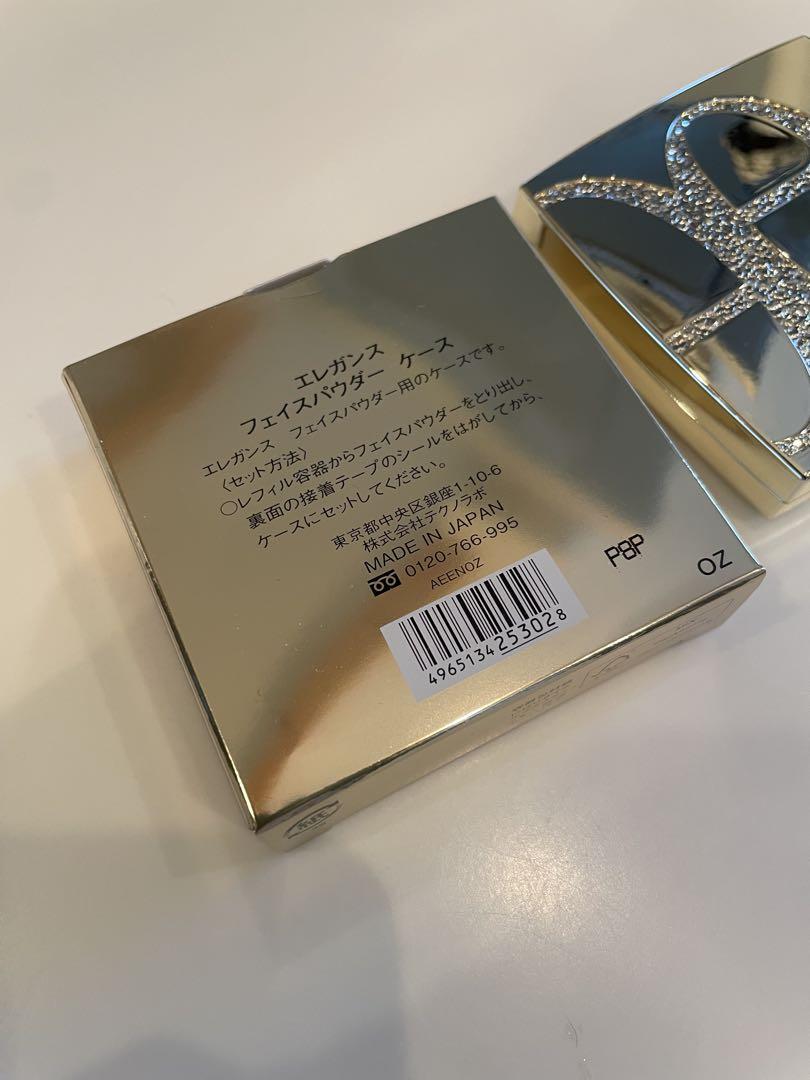 エレガンス
フェイスパウダー ケース
エレガンス フェイスパウダー用のケースです。
〈セット方法〉
○レフィル容器からフェイスパウダーをとり出し、
裏面の接着テープのシールをはがしてから、
ケースにセットしてください。
東京都中央区銀座1-10-6
株式会社テクノラボ
MADE IN JAPAN
0120-766-995
AEENOZ
4965134253028
P8P
OZ